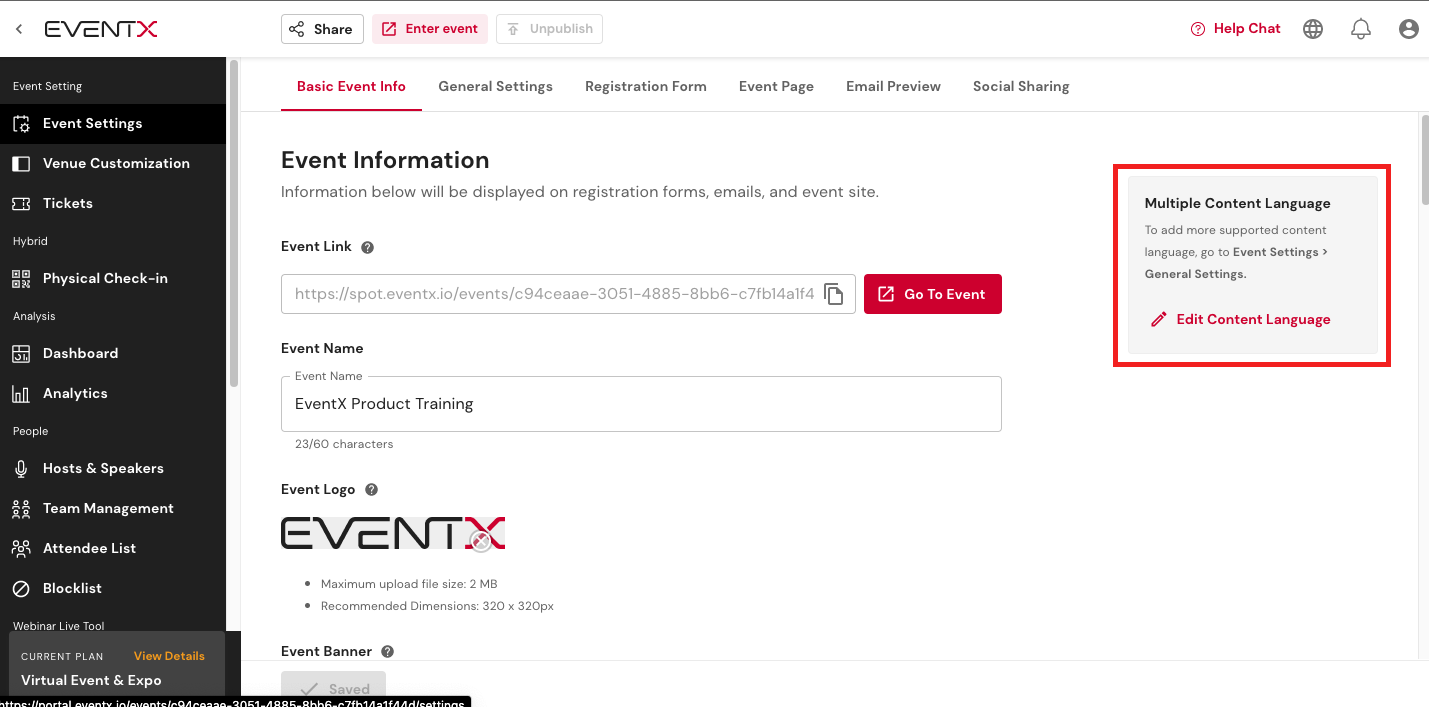 EVENTX
Share
Enter event
Unpublish
Help Chat
Event Setting
Event Settings
Venue Customization
Tickets
Hybrid
Physical Check-in
Analysis
Dashboard
Analytics
People
Hosts & Speakers
Team Management
Attendee List
Blocklist
Webinar Live Tool
CURRENT PLAN View Details
Virtual Event & Expo
Basic Event Info General Settings Registration Form Event Page Email Preview Social Sharing
Event Information
Information below will be displayed on registration forms, emails, and event site.
Event Link
https://spot.eventx.io/events/c94ceaae-3051-4885-8bb6-c7fb14a1f4
Go To Event
Event Name
Event Name
EventX Product Training
23/60 characters
Event Logo
EVENTX
• Maximum upload file size: 2 MB
• Recommended Dimensions: 320 x 320px
Event Banner
Saved
Multiple Content Language
To add more supported content
language, go to Event Settings >
General Settings.
Edit Content Language
https://portal.eventx.io/events/c94ceaae-3051-4885-8bb6-c7fb14a1f44d/settings